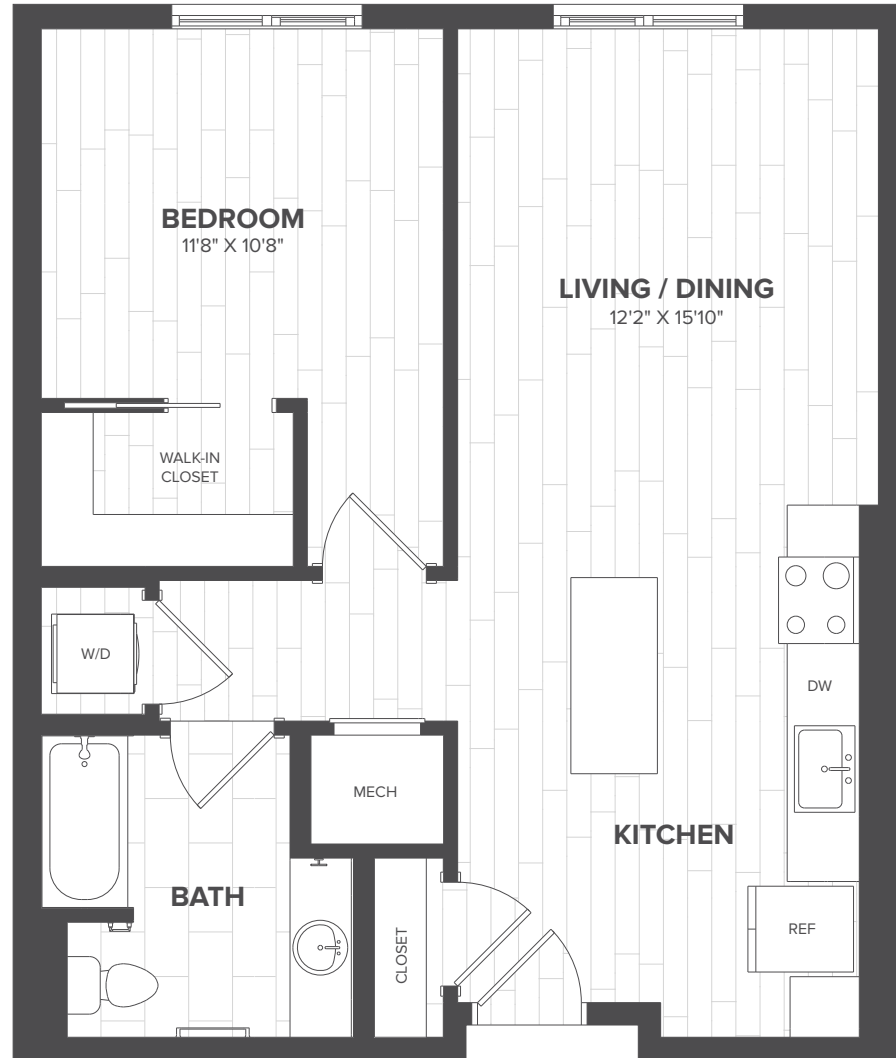 BEDROOM
11'8" X 10'8"
LIVING / DINING
12'2" X 15'10"
WALK-IN
CLOSET
W/D
DW
MECH
KITCHEN
BATH
CLOSET
REF